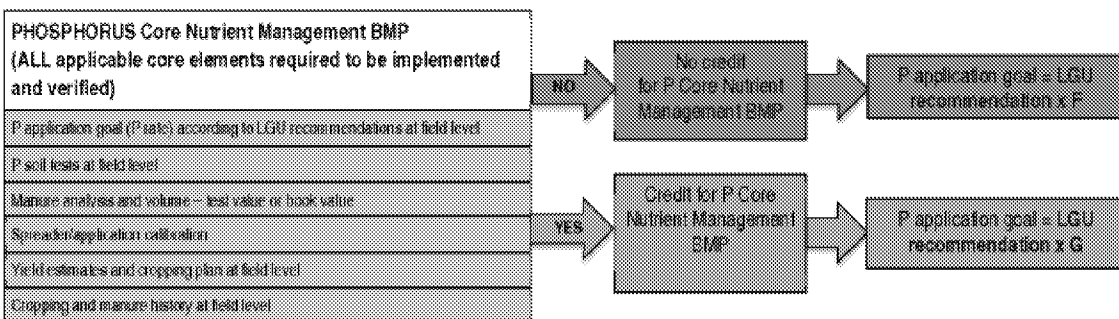 PHOSPHORUS Core Nutrient Management BMP
(ALL applicable core elements required to be implemented
and verified)
P application goal (P rate) according to LGU recommendations at field level
P soil tests at field level
Manure analysis and volume – test value or book value
Spreader/application calibration
Yield estimates and cropping plan at field level
Cropping and manure history at field level
NO
No credit
for P Core Nutrient
Management BMP
P application goal = LGU
recommendation x F
YES
Credit for P Core
Nutrient Management
BMP
P application goal = LGU
recommendation x G